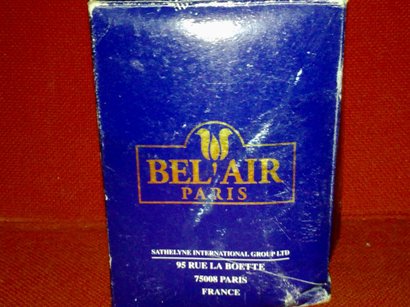 BEL'AIR
PARIS
SATHELYNE INTERNATIONAL GROUP LTD
95 RUE LA BOETTE
75008 PARIS
FRANCE